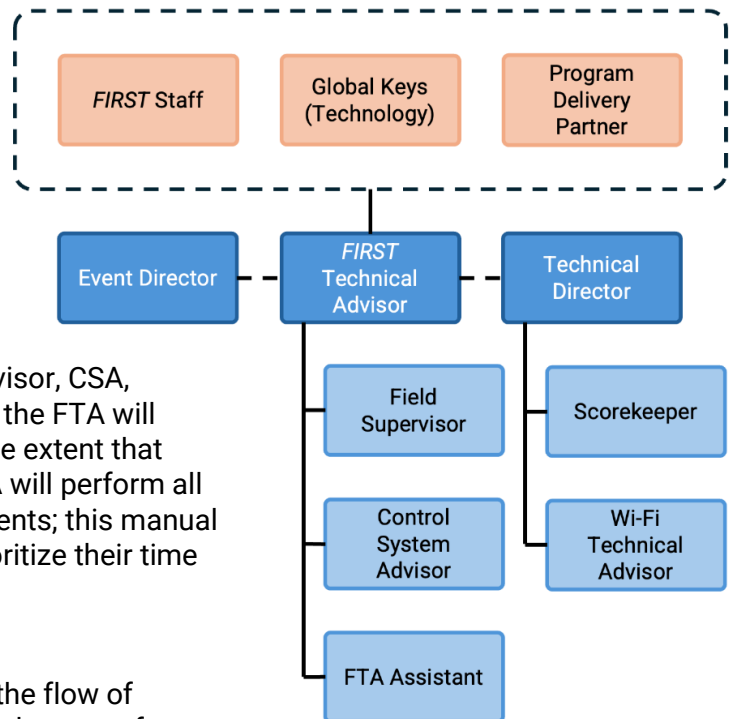 FIRST Staff
Global Keys
(Technology)
Program
Delivery
Partner
Event Director
FIRST
Technical
Advisor
Technical
Director
Field
Supervisor
Scorekeeper
Control
System
Advisor
Wi-Fi
Technical
Advisor
FTA Assistant
visor, CSA,
the FTA will
e extent that
A will perform all
ents; this manual
oritize their time
the flow of